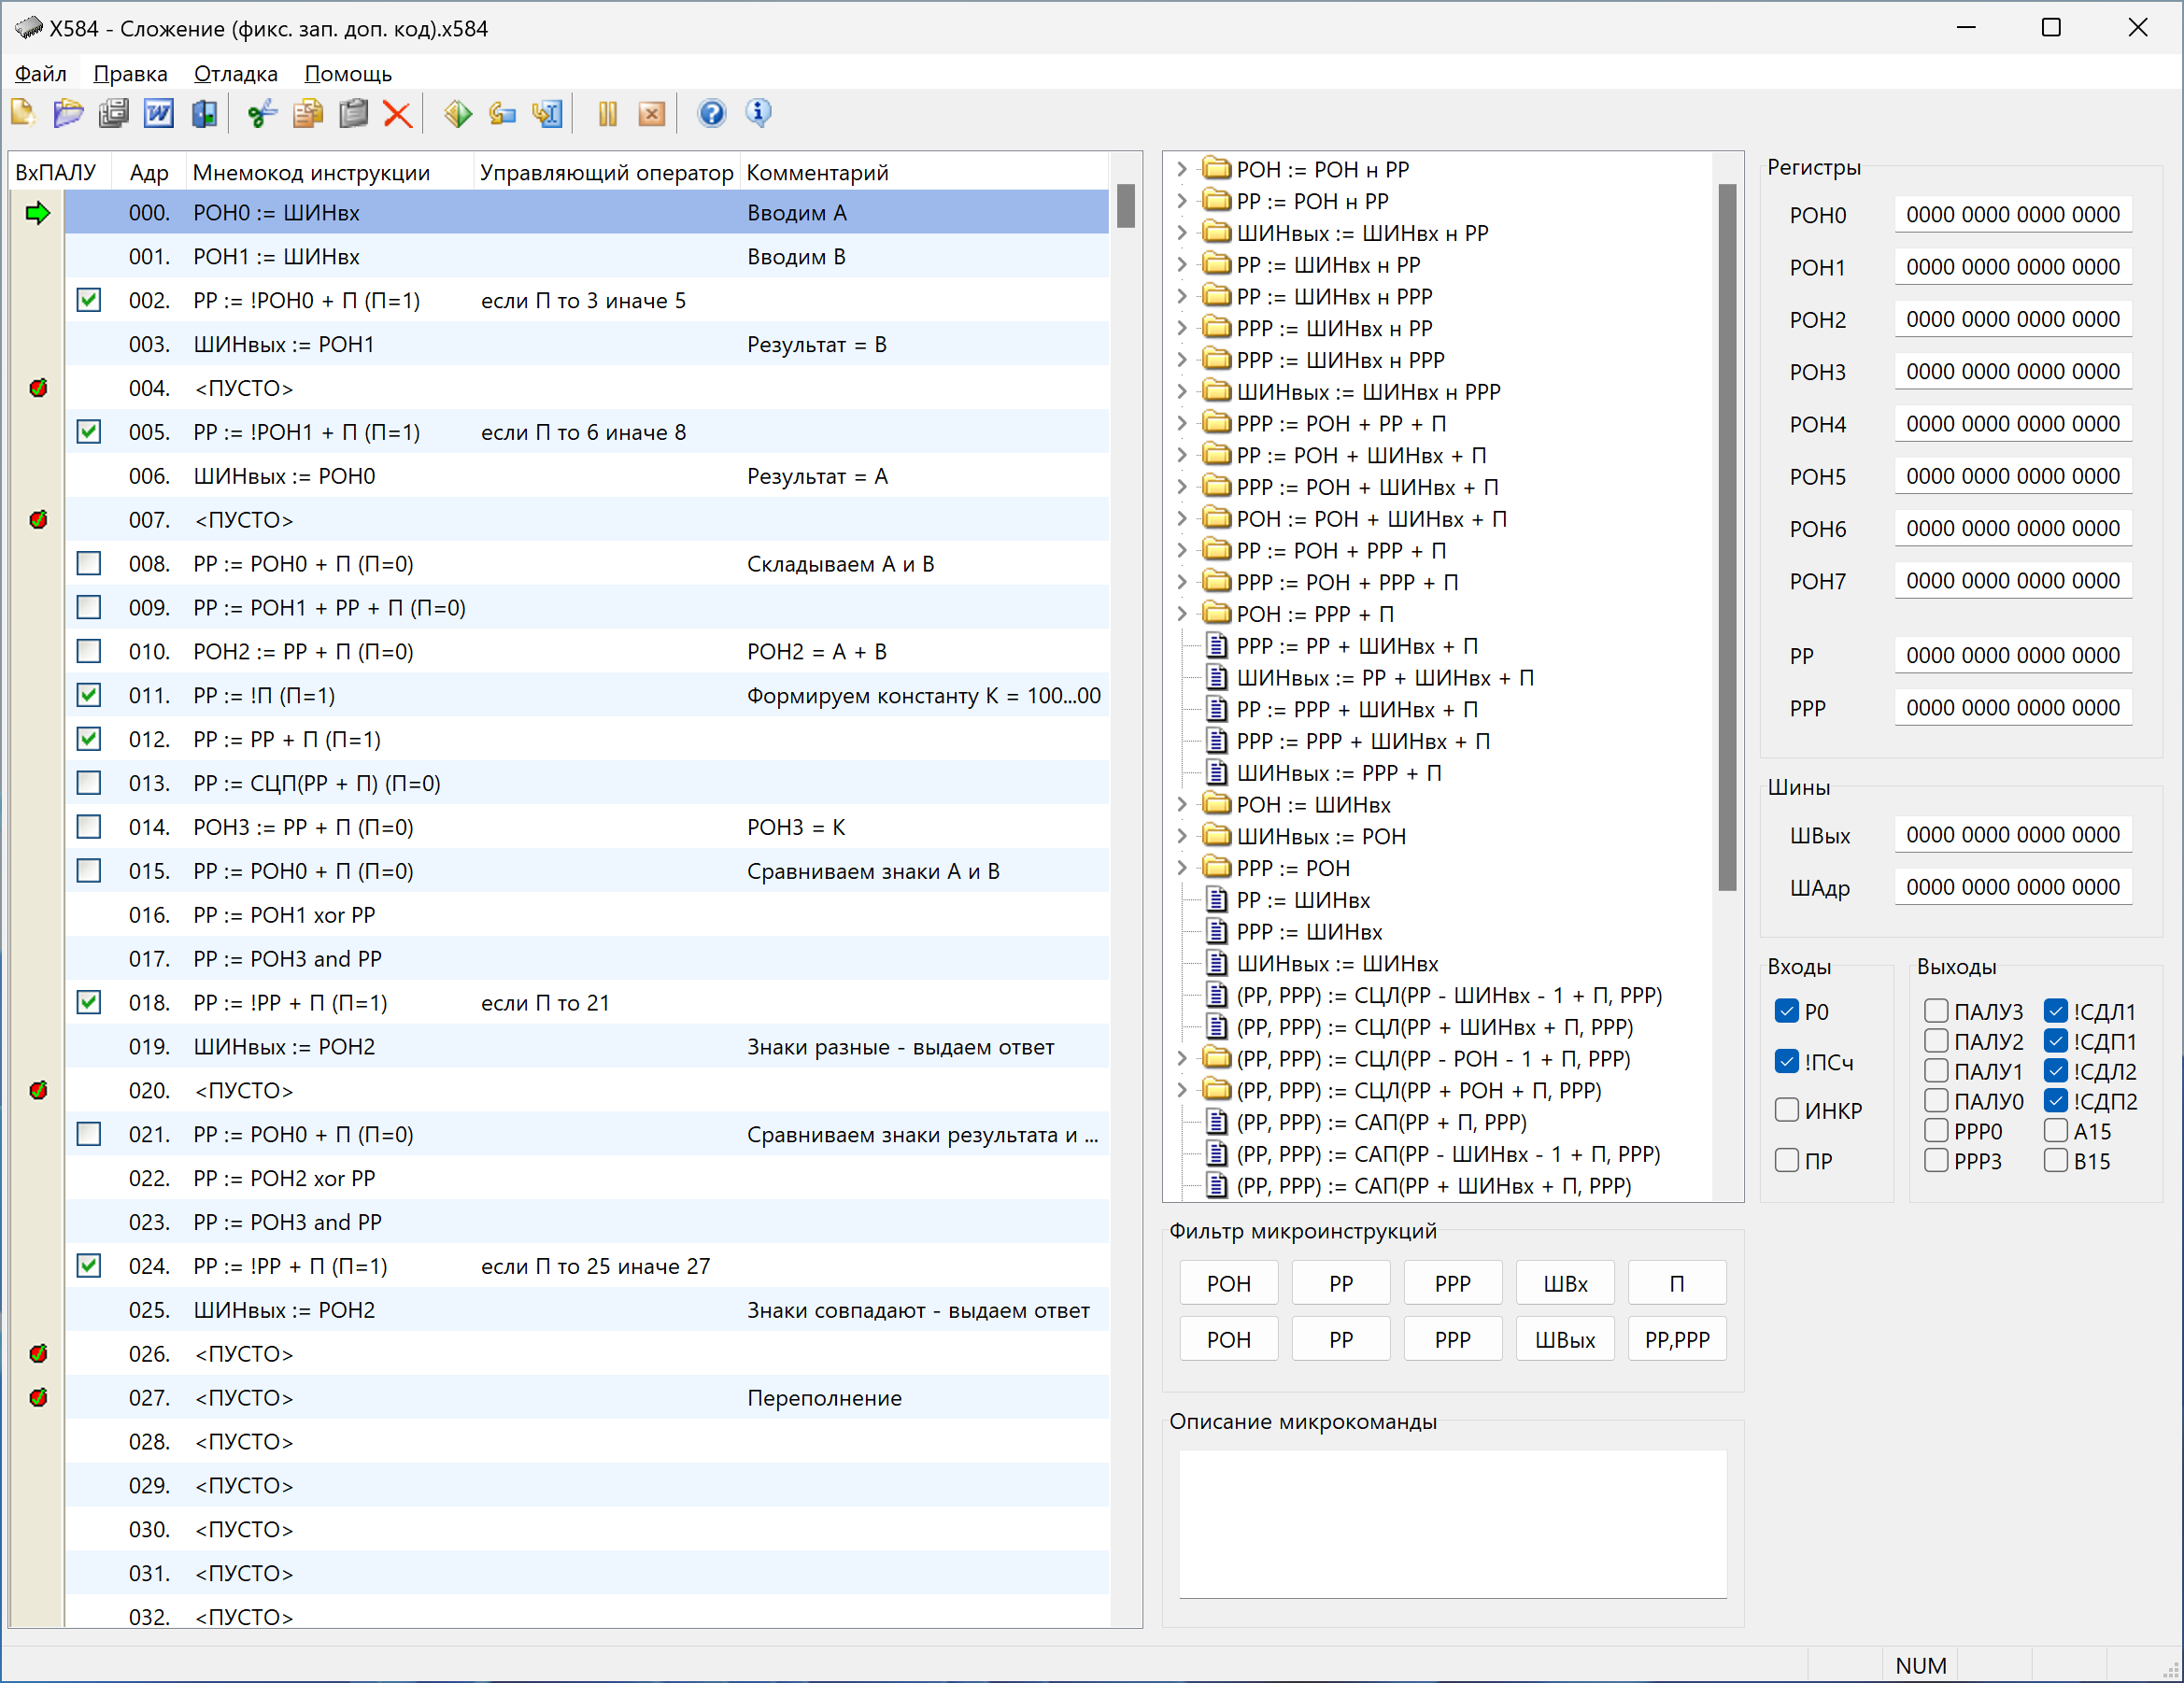 X584 - Сложение (фикс. зап. доп. код).x584
Файл Правка Отладка Помощь
ВхПАЛУ Адр Мнемокод инструкции Управляющий оператор Комментарий
000. РОН0 := ШИНвх Вводим А
001. РОН1 := ШИНвх Вводим В
002. РР := !РОН0 + П (П=1) если П то 3 иначе 5
003. ШИНвых := РОН1 Результат = В
004. <ПУСТО>
005. РР := !РОН1 + П (П=1) если П то 6 иначе 8
006. ШИНвых := РОН0 Результат = А
007. <ПУСТО>
008. РР := РОН0 + П (П=0) Складываем А и В
009. РР := РОН1 + РР + П (П=0)
010. РОН2 := РР + П (П=0) РОН2 = А + В
011. РР := !П (П=1) Формируем константу К = 100...00
012. РР := РР + П (П=1)
013. РР := СЦП(РР + П) (П=0)
014. РОН3 := РР + П (П=0) РОН3 = К
015. РР := РОН0 + П (П=0) Сравниваем знаки А и В
016. РР := РОН1 xor РР
017. РР := РОН3 and РР
018. РР := !РР + П (П=1) если П то 21
019. ШИНвых := РОН2 Знаки разные - выдаем ответ
020. <ПУСТО>
021. РР := РОН0 + П (П=0) Сравниваем знаки результата и ...
022. РР := РОН2 xor РР
023. РР := РОН3 and РР
024. РР := !РР + П (П=1) если П то 25 иначе 27
025. ШИНвых := РОН2 Знаки совпадают - выдаем ответ
026. <ПУСТО>
027. <ПУСТО> Переполнение
028. <ПУСТО>
029. <ПУСТО>
030. <ПУСТО>
031. <ПУСТО>
032. <ПУСТО>
РОН := РОН н РР
РР := РОН н РР
ШИНвых := ШИНвх н РР
РР := ШИНвх н РР
РР := ШИНвх н РРР
РРР := ШИНвх н РР
РРР := ШИНвх н РРР
ШИНвых := ШИНвх н РРР
РРР := РОН + РР + П
РР := РОН + ШИНвх + П
РРР := РОН + ШИНвх + П
РОН := РОН + ШИНвх + П
РР := РОН + РРР + П
РРР := РОН + РРР + П
РОН := РРР + П
РРР := РР + ШИНвх + П
ШИНвых := РР + ШИНвх + П
РР := РРР + ШИНвх + П
РРР := РРР + ШИНвх + П
ШИНвых := РРР + П
РОН := ШИНвх
ШИНвых := РОН
РРР := РОН
РР := ШИНвх
РРР := ШИНвх
ШИНвых := ШИНвх
(РР, РРР) := СЦЛ(РР - ШИНвх - 1 + П, РРР)
(РР, РРР) := СЦЛ(РР + ШИНвх + П, РРР)
(РР, РРР) := СЦЛ(РР - РОН - 1 + П, РРР)
(РР, РРР) := СЦЛ(РР + РОН + П, РРР)
(РР, РРР) := САП(РР + П, РРР)
(РР, РРР) := САП(РР - ШИНвх - 1 + П, РРР)
(РР, РРР) := САП(РР + ШИНвх + П, РРР)
Фильтр микроинструкций
РОН РР РРР ШВх П
РОН РР РРР ШВых РР,РРР
Описание микрокоманды
Регистры
РОН0 0000 0000 0000 0000
РОН1 0000 0000 0000 0000
РОН2 0000 0000 0000 0000
РОН3 0000 0000 0000 0000
РОН4 0000 0000 0000 0000
РОН5 0000 0000 0000 0000
РОН6 0000 0000 0000 0000
РОН7 0000 0000 0000 0000
РР 0000 0000 0000 0000
РРР 0000 0000 0000 0000
Шины
ШВых 0000 0000 0000 0000
ШАдр 0000 0000 0000 0000
Входы
Р0
!ПСч
ИНКР
ПР
Выходы
ПАЛУ3 !СДЛ1
ПАЛУ2 !СДП1
ПАЛУ1 !СДЛ2
ПАЛУ0 !СДП2
РРР0 А15
РРР3 В15
NUM